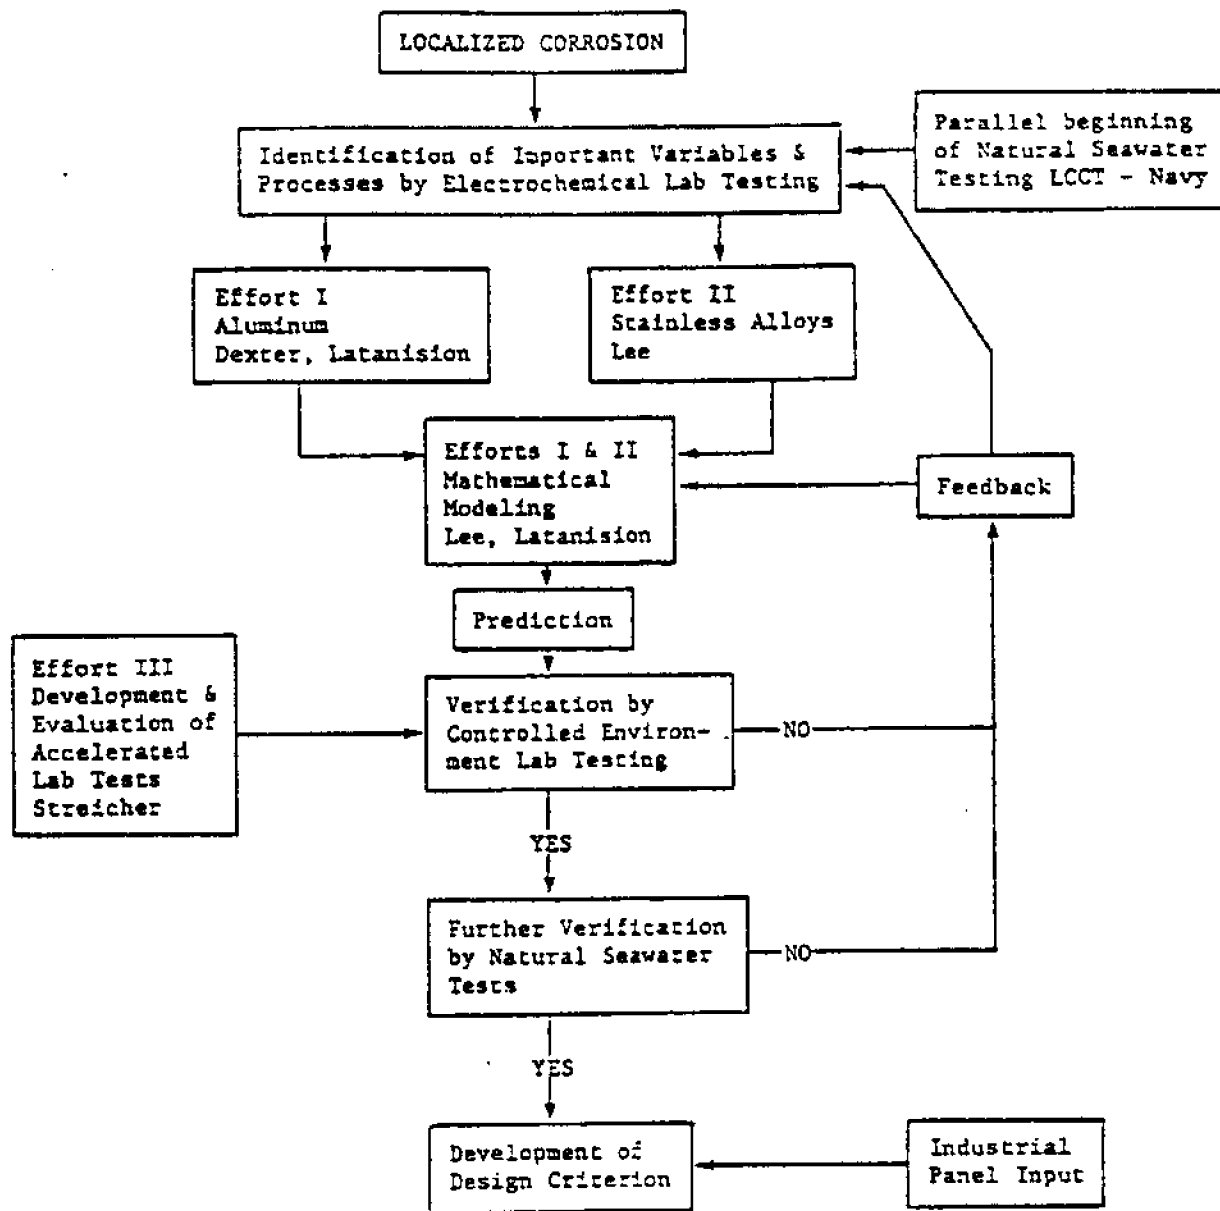 LOCALIZED CORROSION
Identification of Important Variables &
Processes by Electrochemical Lab Testing
Parallel beginning
of Natural Seawater
Testing LCCT - Navy
Effort I
Aluminum
Dexter, Latanision
Effort II
Stainless Alloys
Lee
Efforts I & II
Mathematical
Modeling
Lee, Latanision
Feedback
Prediction
Effort III
Development &
Evaluation of
Accelerated
Lab Tests
Streicher
Verification by
Controlled Environ-
ment Lab Testing
NO
YES
Further Verification
by Natural Seawater
Tests
NO
YES
Development of
Design Criterion
Industrial
Panel Input